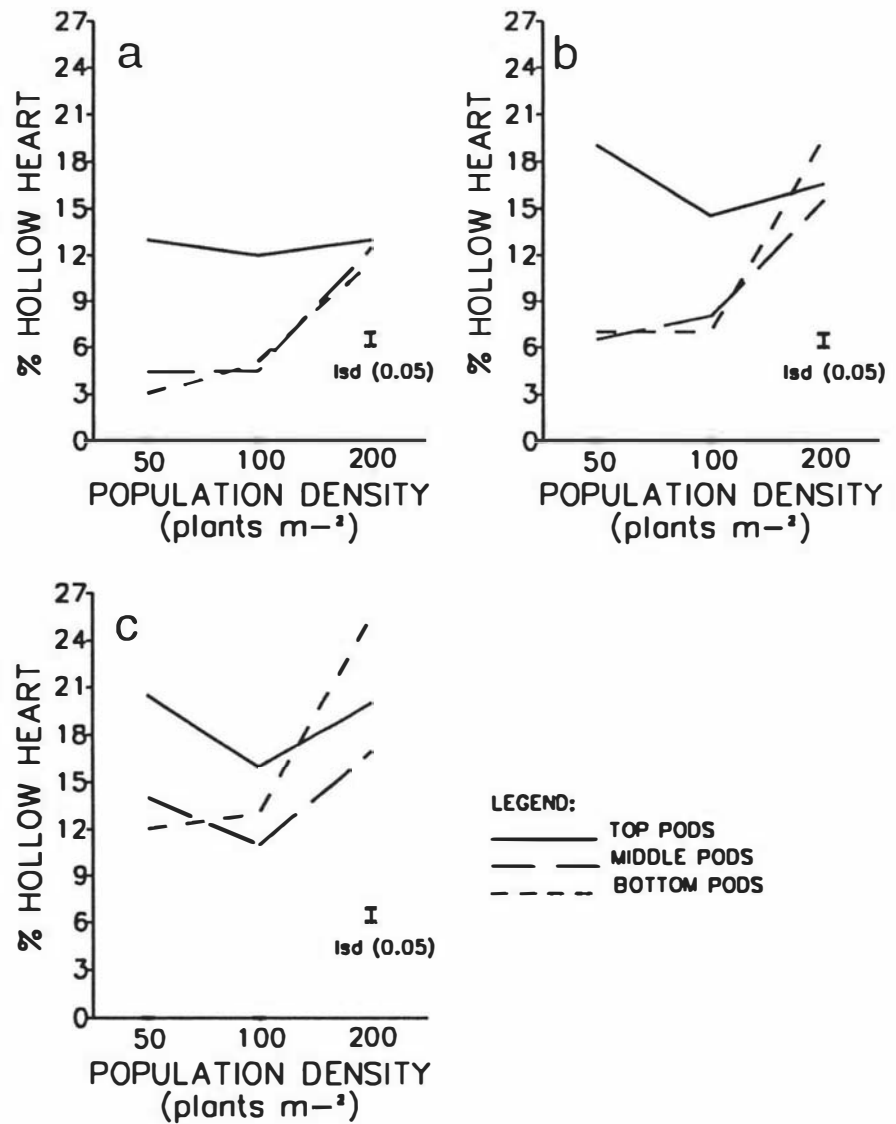 a
% HOLLOW HEART
27
24
21
18
15
12
9
6
3
0
lsd (0.05)
50 100 200
POPULATION DENSITY
(plants m-²)
b
% HOLLOW HEART
27
24
21
18
15
12
9
6
3
0
lsd (0.05)
50 100 200
POPULATION DENSITY
(plants m-²)
c
% HOLLOW HEART
27
24
21
18
15
12
9
6
3
0
lsd (0.05)
50 100 200
POPULATION DENSITY
(plants m-²)
LEGEND:
TOP PODS
MIDDLE PODS
BOTTOM PODS